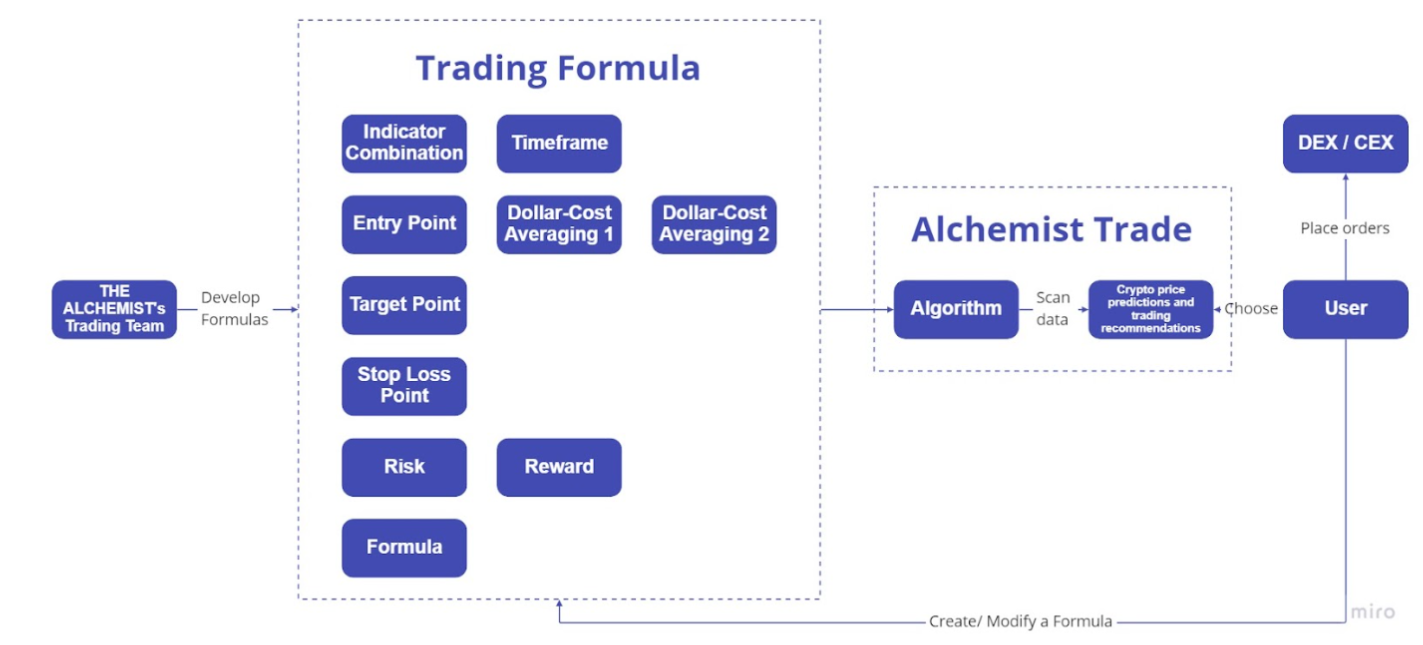 Trading Formula
Indicator
Combination
Timeframe
Entry Point
Dollar-Cost
Averaging 1
Dollar-Cost
Averaging 2
Target Point
Stop Loss
Point
Risk
Reward
Formula
THE
ALCHEMIST's
Trading Team
Develop
Formulas
Alchemist Trade
Algorithm
Scan
data
Crypto price
predictions and
trading
recommendations
Choose
User
Place orders
DEX / CEX
Create/ Modify a Formula
miro